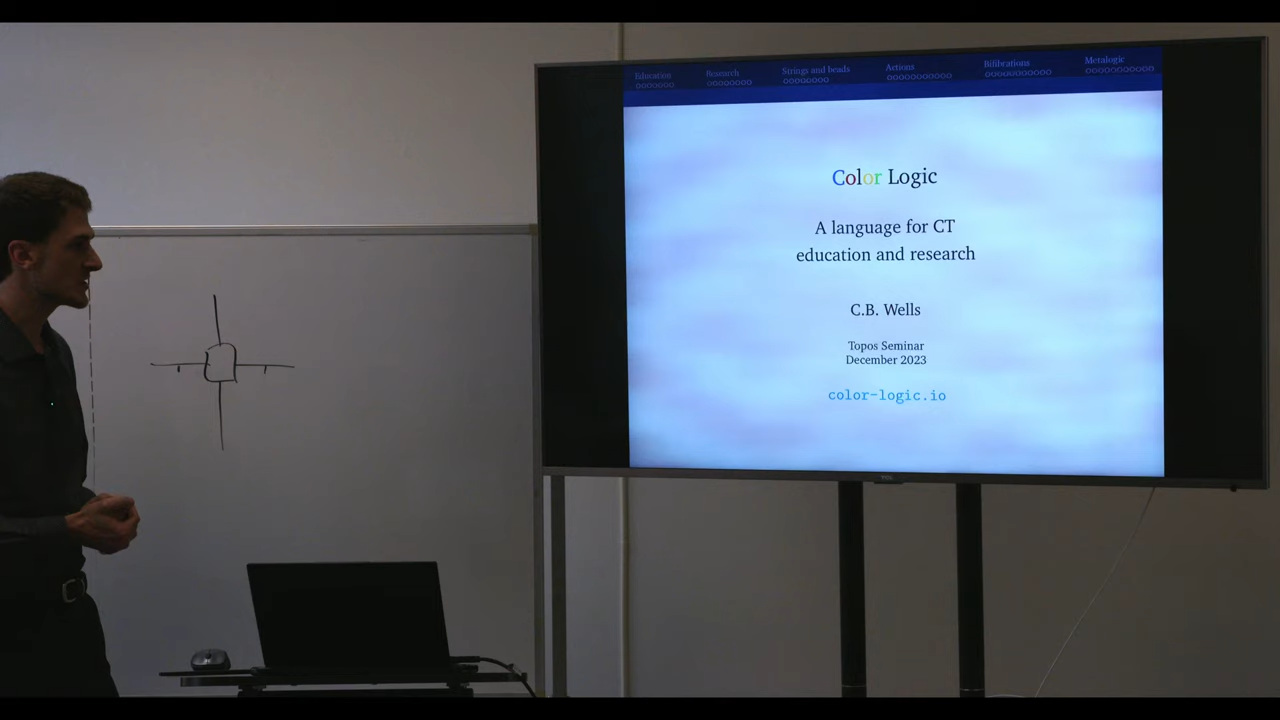 Education Research Strings and beads Actions Bifibrations Metalogic
Color Logic
A language for CT
education and research
C.B. Wells
Topos Seminar
December 2023
color-logic.io
TCL